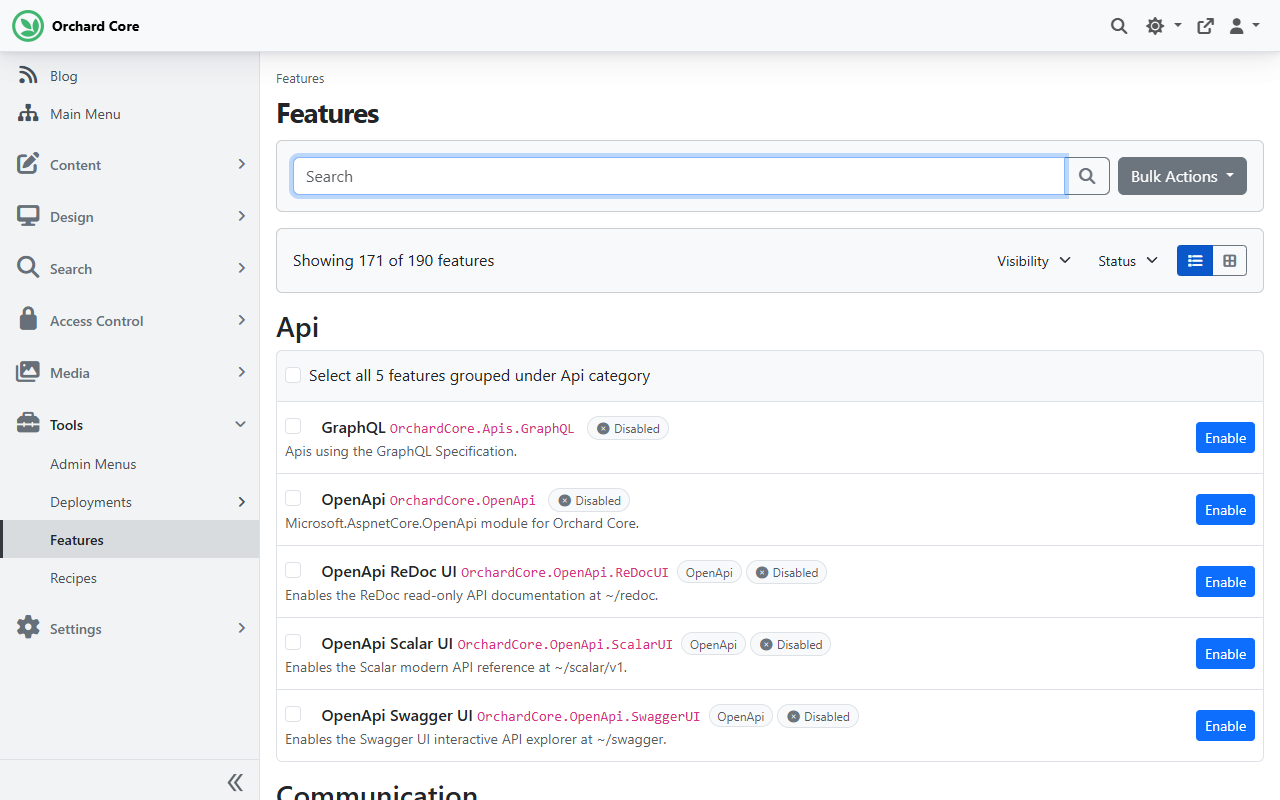 Orchard Core
Blog
Main Menu
Content
Design
Search
Access Control
Media
Tools
Admin Menus
Deployments
Features
Recipes
Settings
Features
Features
Search
Bulk Actions
Showing 171 of 190 features
Visibility
Status
Api
Select all 5 features grouped under Api category
GraphQL OrchardCore.Apis.GraphQL Disabled
Apis using the GraphQL Specification.
Enable
OpenApi OrchardCore.OpenApi Disabled
Microsoft.AspnetCore.OpenApi module for Orchard Core.
Enable
OpenApi ReDoc UI OrchardCore.OpenApi.ReDocUI OpenApi Disabled
Enables the ReDoc read-only API documentation at ~/redoc.
Enable
OpenApi Scalar UI OrchardCore.OpenApi.ScalarUI OpenApi Disabled
Enables the Scalar modern API reference at ~/scalar/v1.
Enable
OpenApi Swagger UI OrchardCore.OpenApi.SwaggerUI OpenApi Disabled
Enables the Swagger UI interactive API explorer at ~/swagger.
Enable
Communication